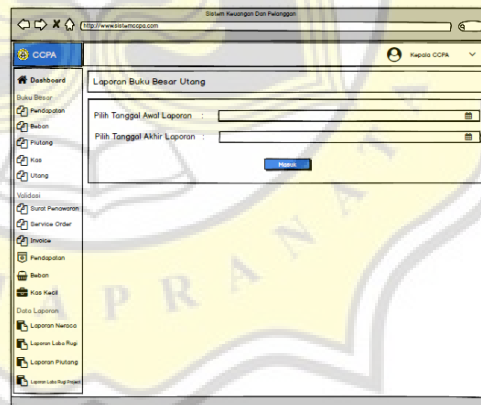 Sistem Keuangan Dan Pelanggan
http://www.sistemccpa.com
CCPA
Kepala CCPA
Dashboard
Laporan Buku Besar Utang
Buku Besar
Pendapatan
Beban
Piutang
Kas
Utang
Pilih Tanggal Awal Laporan :
Pilih Tanggal Akhir Laporan :
Masuk
Validasi
Surat Penawaran
Service Order
Invoice
Pendapatan
Beban
Kas Kecil
Data Laporan
Laporan Neraca
Laporan Laba Rugi
Laporan Piutang
Laporan Laba Rugi Project
APRANATA